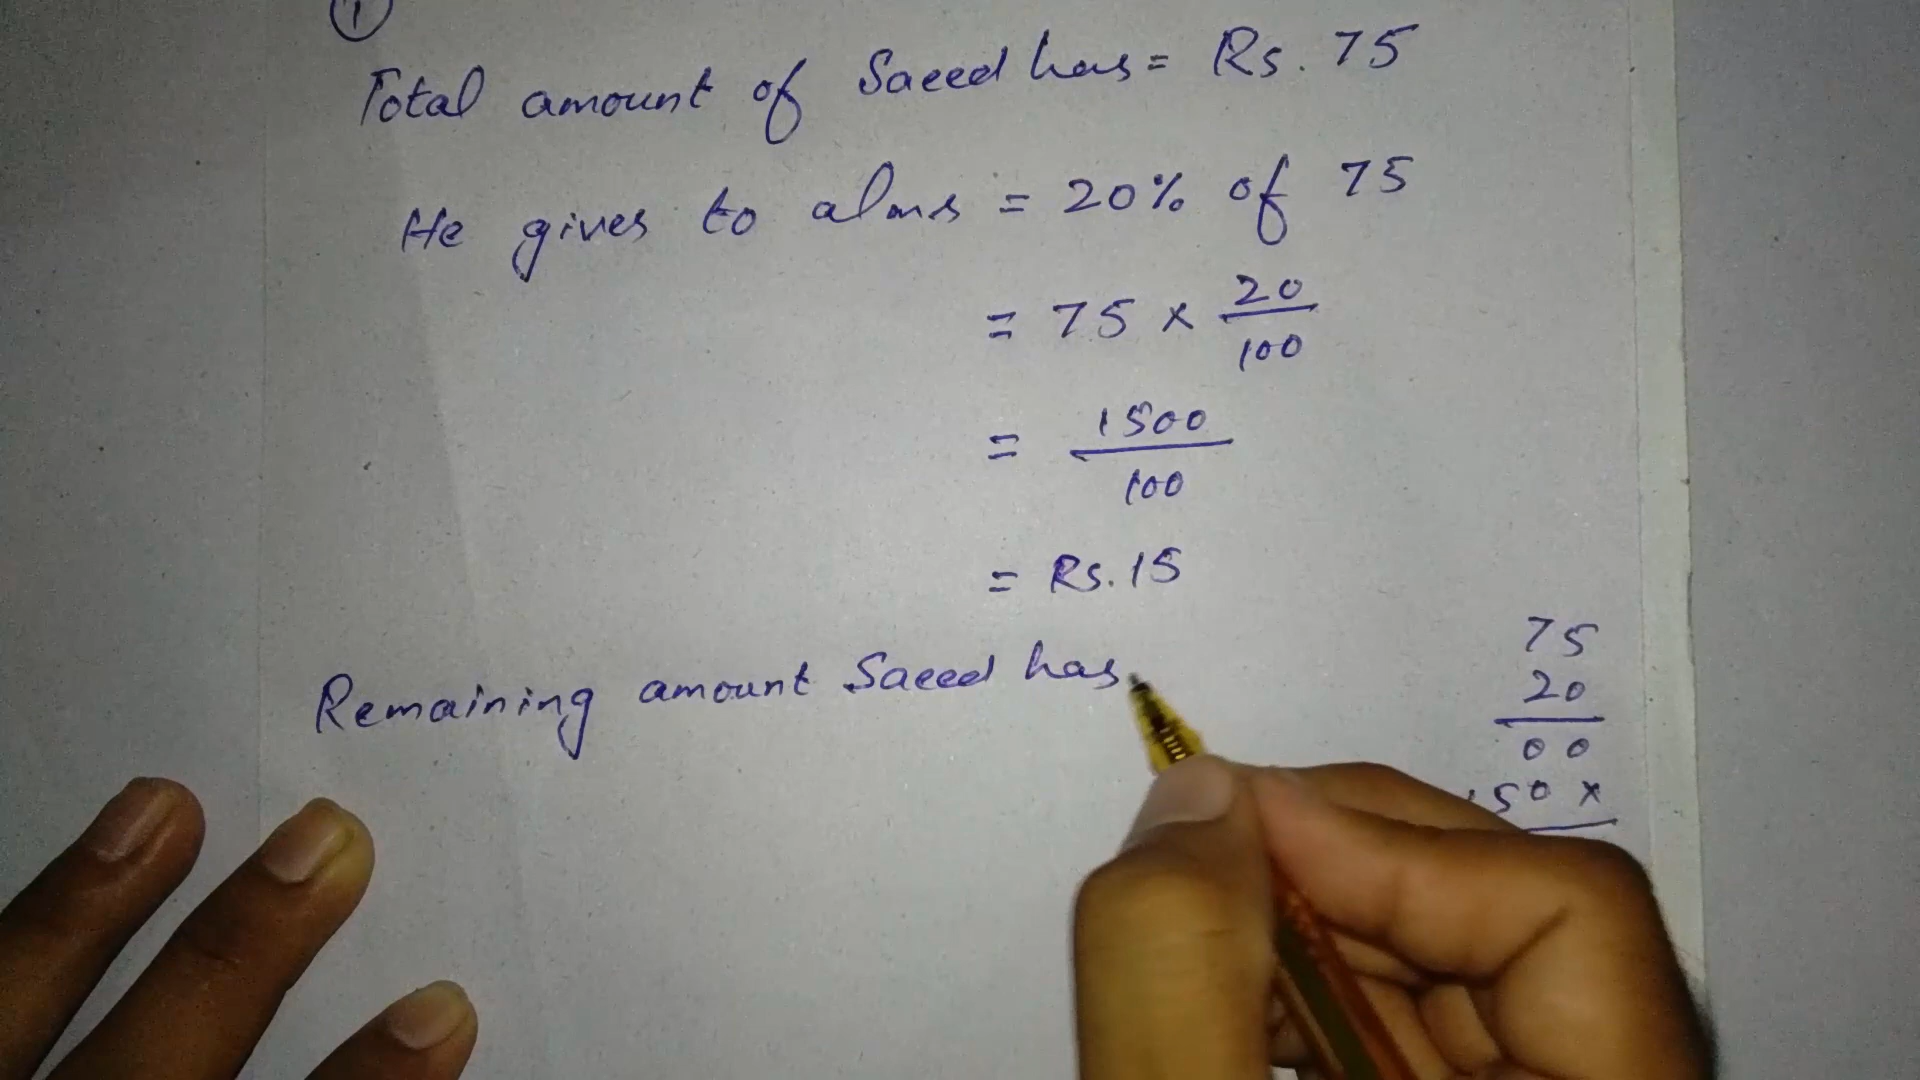 1
Total amount of Saeed has = Rs. 75
He gives to alms = 20% of 75
= 75 × 20/100
= 1500/100
= Rs. 15
Remaining amount Saeed has
75
20
00
150 ×